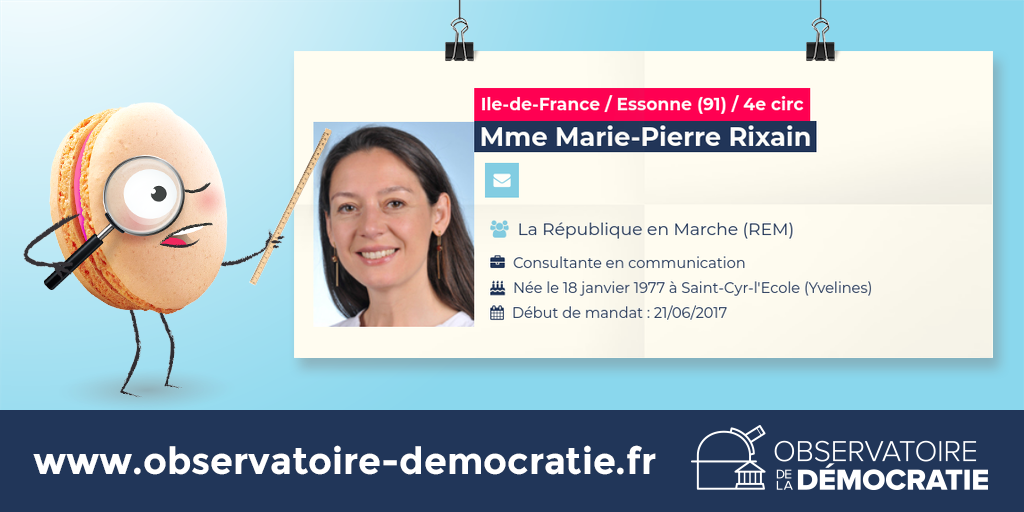 Ile-de-France / Essonne (91) / 4e circ
Mme Marie-Pierre Rixain
La République en Marche (REM)
Consultante en communication
Née le 18 janvier 1977 à Saint-Cyr-l'Ecole (Yvelines)
Début de mandat : 21/06/2017
www.observatoire-democratie.fr
OBSERVATOIRE
DE LA DÉMOCRATIE